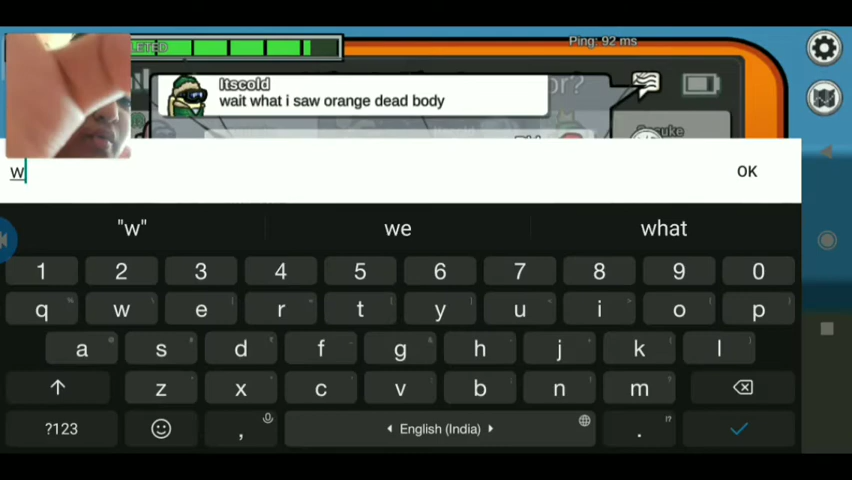 Ping: 92 ms
Itscold
wait what i saw orange dead body
or?
w
OK
"w" we what
1 2 3 4 5 6 7 8 9 0
q w e r t y u i o p
a s d f g h j k l
z x c v b n m
?123 , English (India) .